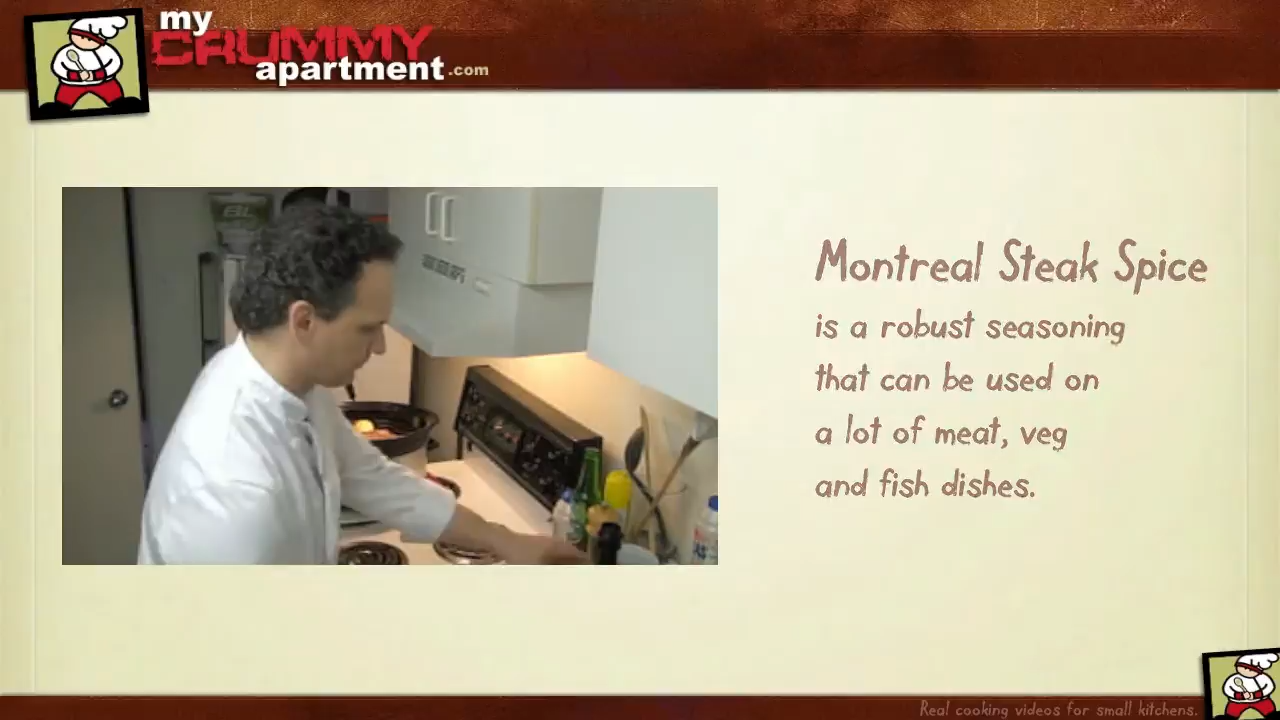 my
CRUMMY
apartment.com
Montreal Steak Spice
is a robust seasoning
that can be used on
a lot of meat, veg
and fish dishes.
Real cooking videos for small kitchens.